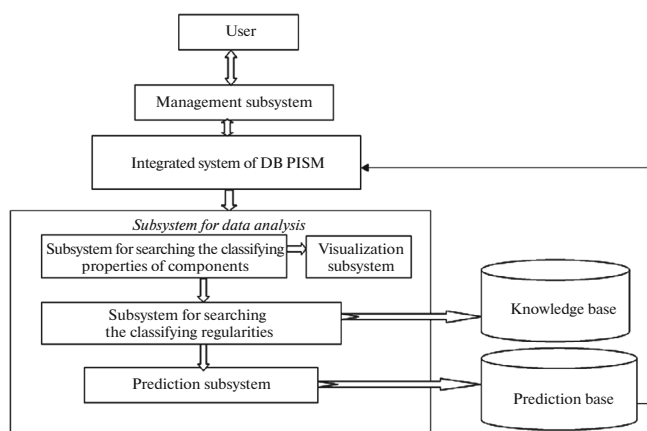 User
Management subsystem
Integrated system of DB PISM
Subsystem for data analysis
Subsystem for searching the classifying
properties of components
Visualization
subsystem
Subsystem for searching
the classifying regularities
Knowledge base
Prediction subsystem
Prediction base